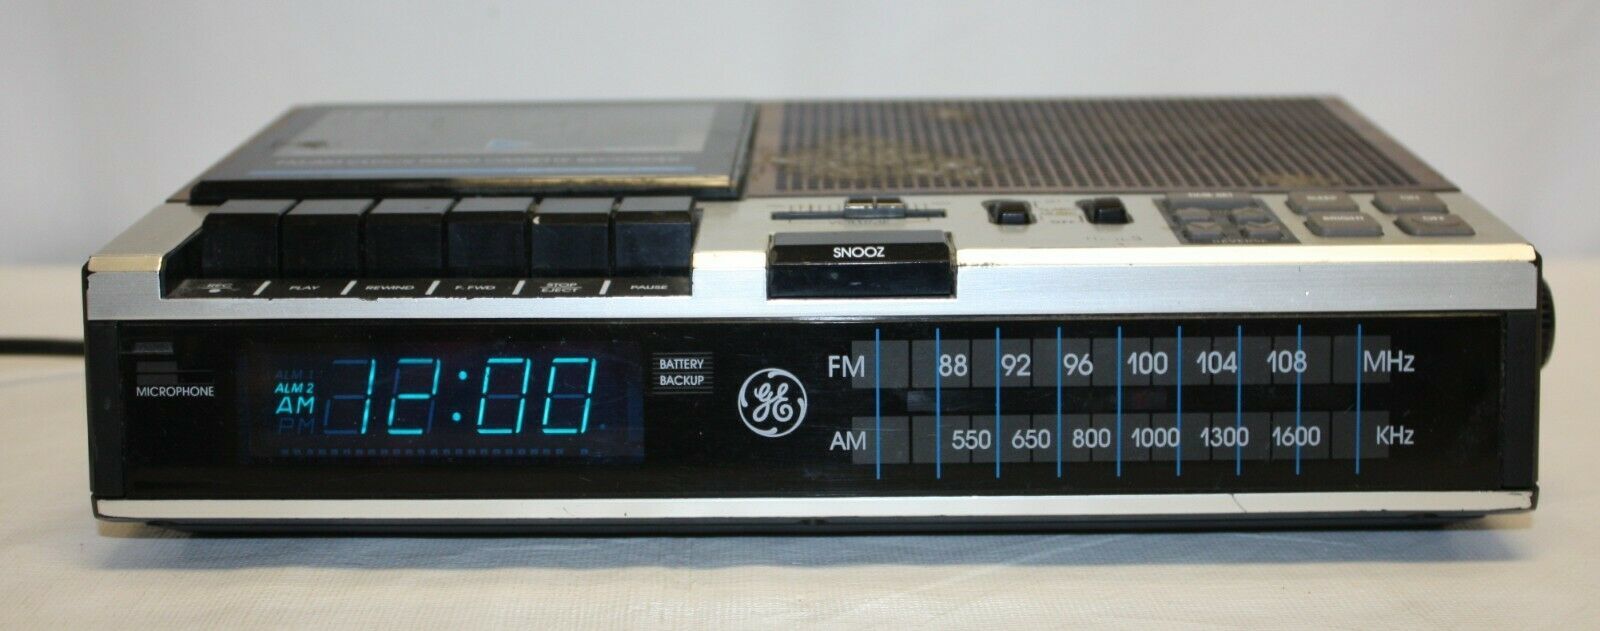 SNOOZ
REC PLAY REWIND F. FWD STOP EJECT PAUSE
MICROPHONE
ALM 1
ALM 2
AM
PM
12:00
BATTERY
BACKUP
GE
FM 88 92 96 100 104 108 MHz
AM 550 650 800 1000 1300 1600 KHz